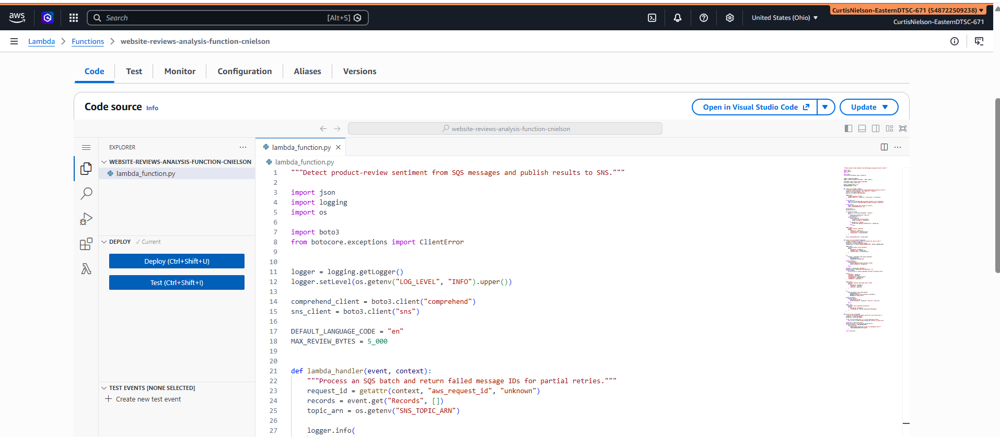 aws
Search [Alt+S]
United States (Ohio)
CurtisNielson-EasternDTSC-671 (548722509238)
CurtisNielson-EasternDTSC-671
Lambda Functions website-reviews-analysis-function-cnielson
Code Test Monitor Configuration Aliases Versions
Code source Info
Open in Visual Studio Code
Update
website-reviews-analysis-function-cnielson
EXPLORER
WEBSITE-REVIEWS-ANALYSIS-FUNCTION-CNIELSON
lambda_function.py
DEPLOY ✓ Current
Deploy (Ctrl+Shift+U)
Test (Ctrl+Shift+I)
TEST EVENTS [NONE SELECTED]
Create new test event
lambda_function.py
lambda_function.py
1 """Detect product-review sentiment from SQS messages and publish results to SNS."""
2
3 import json
4 import logging
5 import os
6
7 import boto3
8 from botocore.exceptions import ClientError
9
10
11 logger = logging.getLogger()
12 logger.setLevel(os.getenv("LOG_LEVEL", "INFO").upper())
13
14 comprehend_client = boto3.client("comprehend")
15 sns_client = boto3.client("sns")
16
17 DEFAULT_LANGUAGE_CODE = "en"
18 MAX_REVIEW_BYTES = 5_000
19
20
21 def lambda_handler(event, context):
22 """Process an SQS batch and return failed message IDs for partial retries."""
23 request_id = getattr(context, "aws_request_id", "unknown")
24 records = event.get("Records", [])
25 topic_arn = os.getenv("SNS_TOPIC_ARN")
26
27 logger.info(